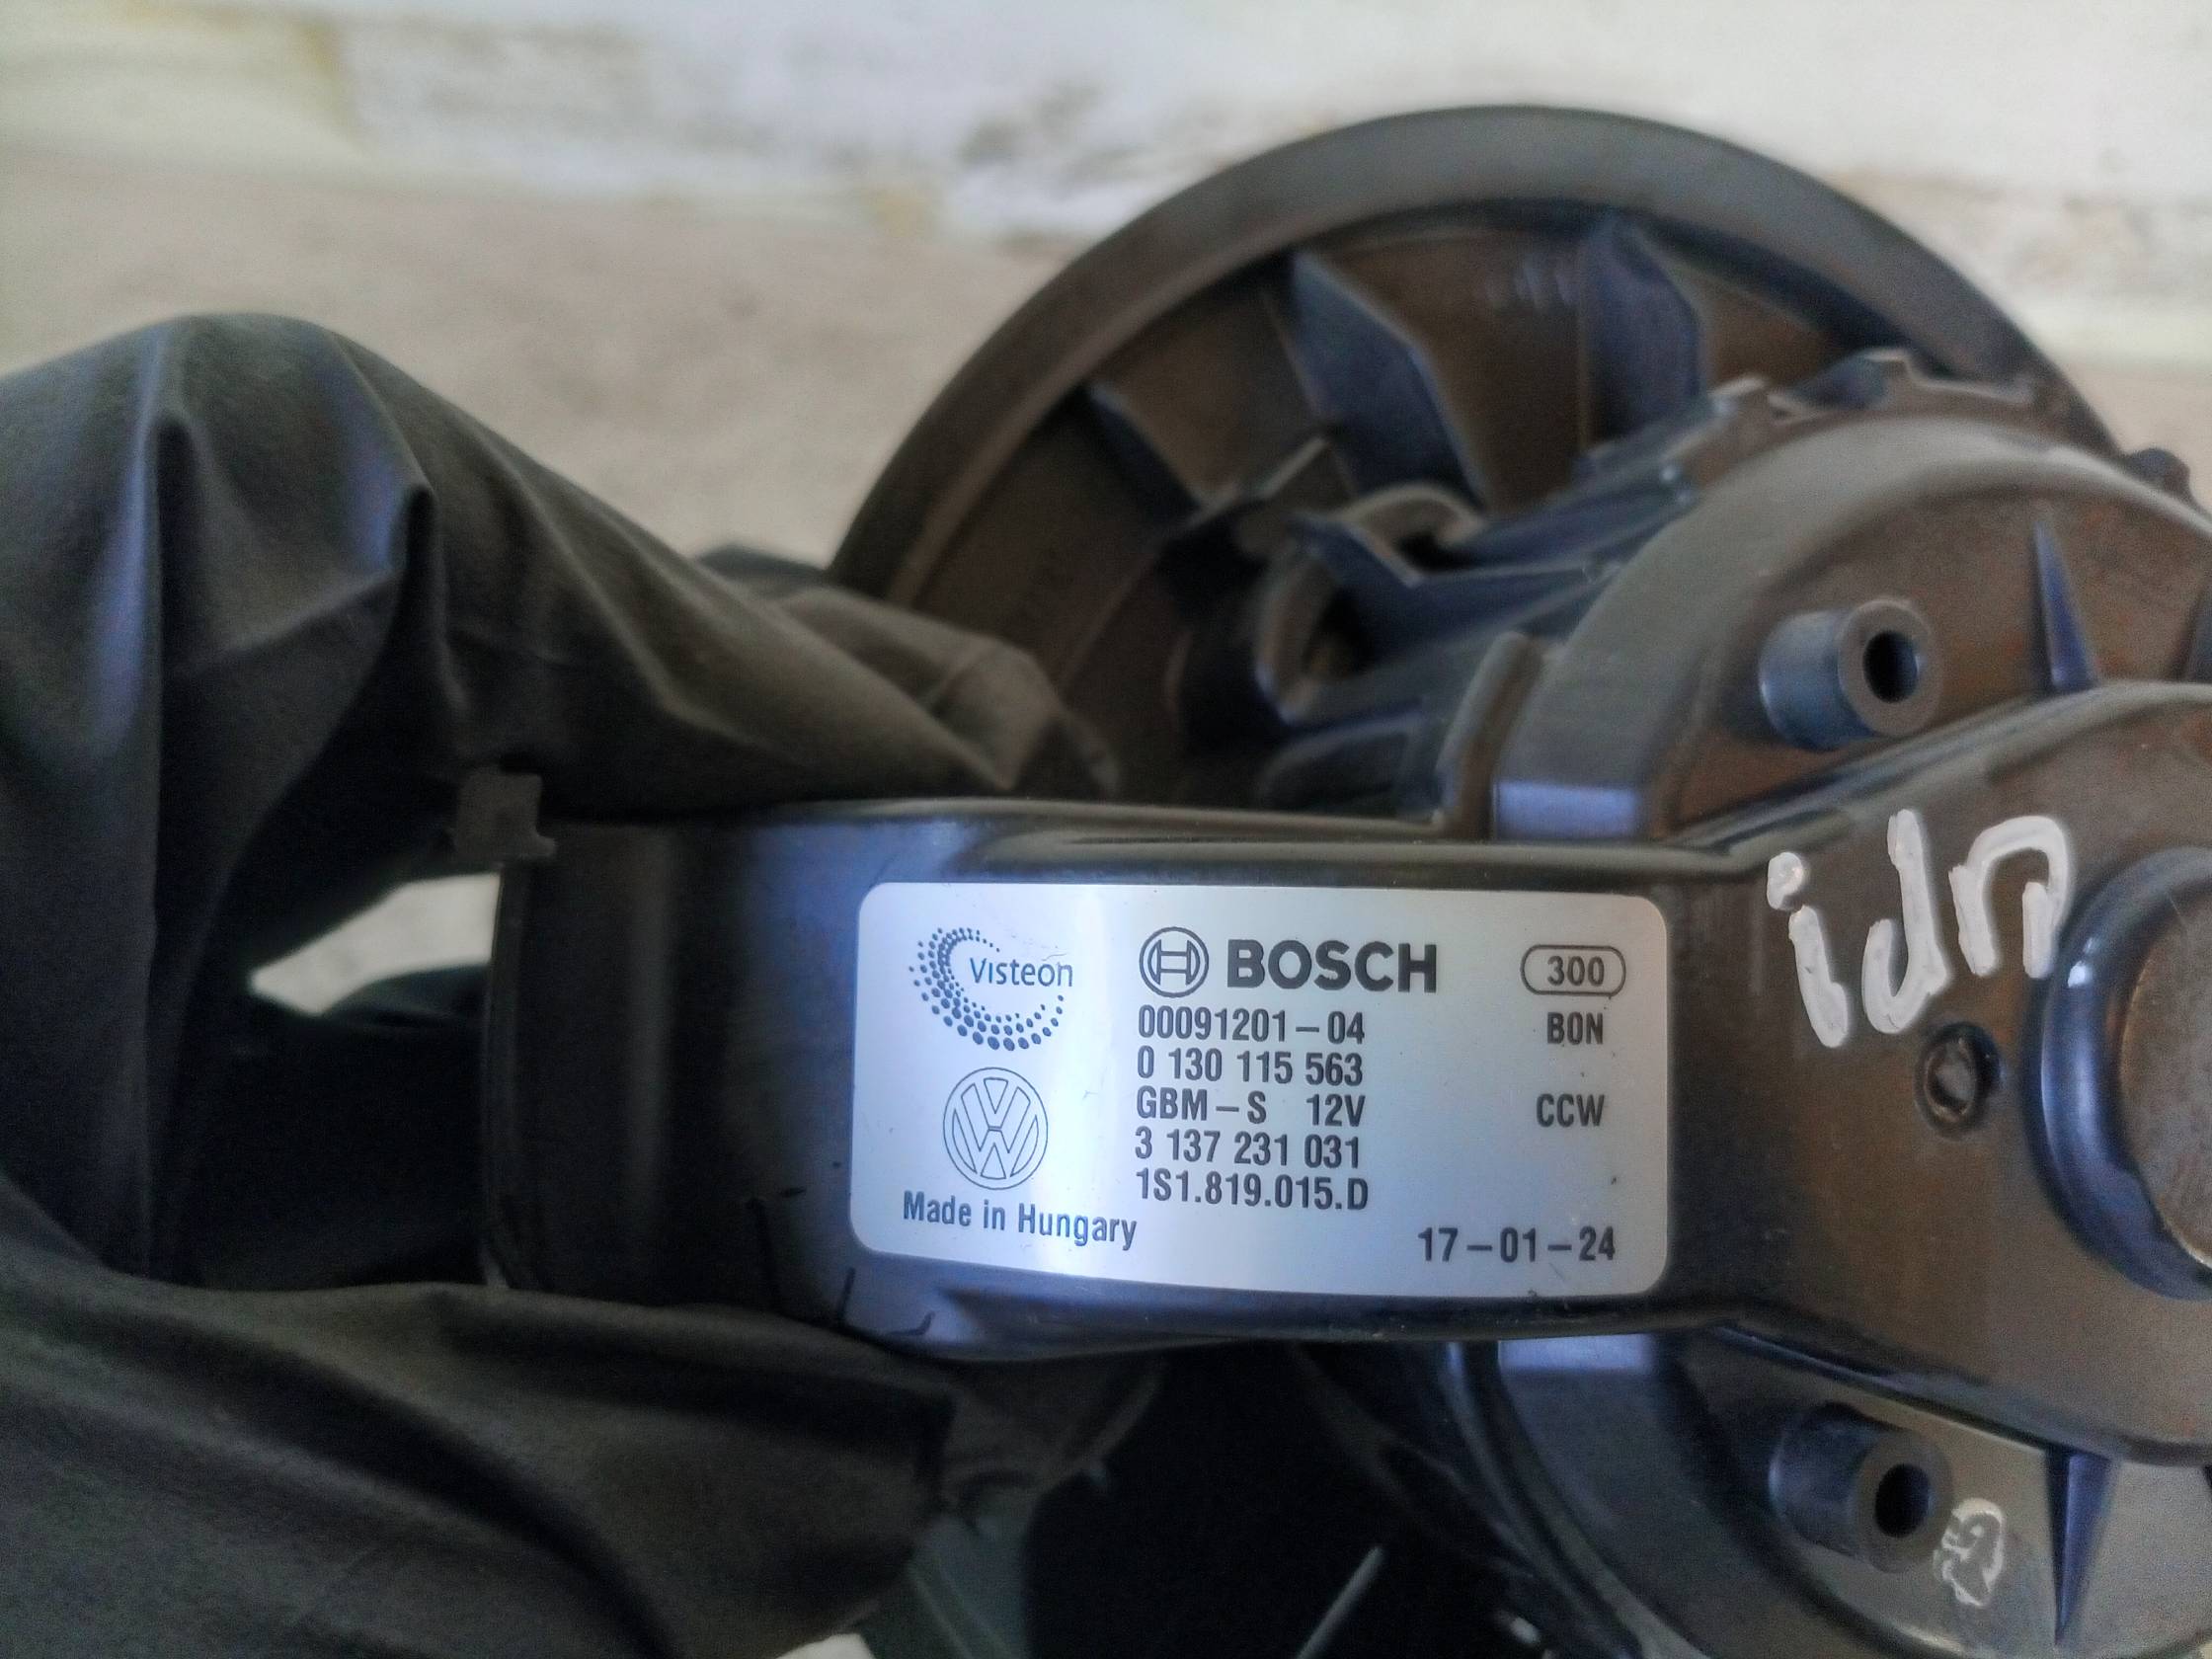 Visteon
BOSCH 300
00091201-04 BON
0 130 115 563
GBM-S 12V CCW
3 137 231 031
1S1.819.015.D
Made in Hungary
17-01-24